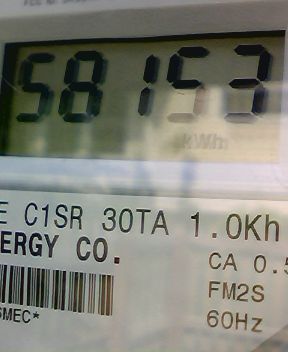 58153
kWh
E C1SR 30TA 1.0Kh
ERGY CO.
CA 0.5
FM2S
SMEC*
60Hz